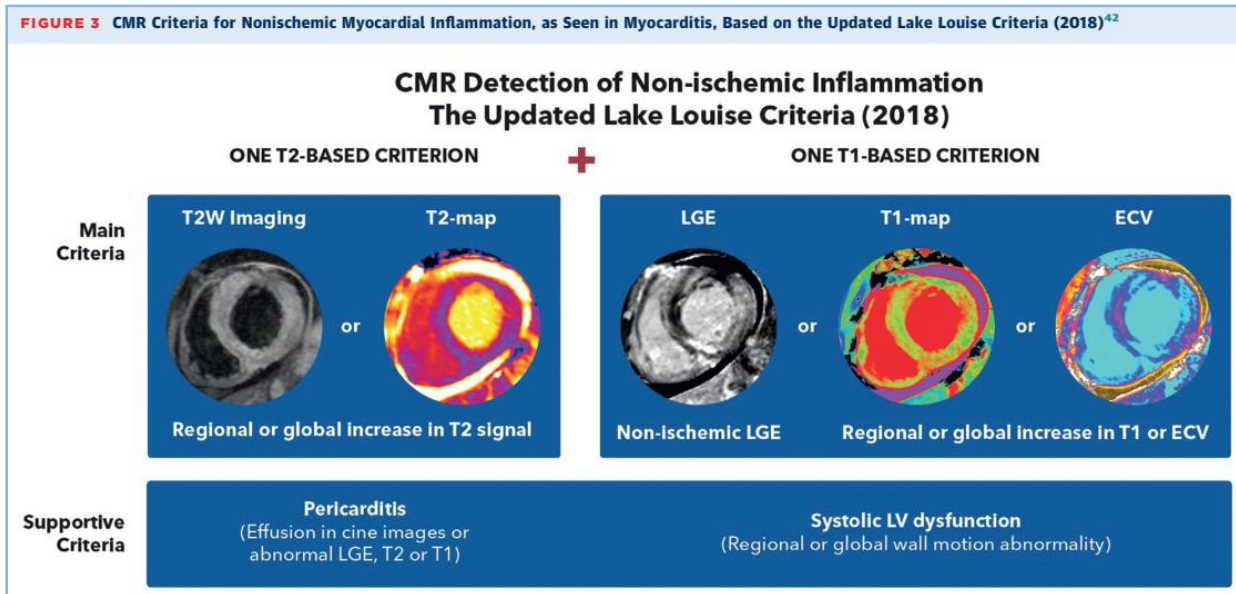 FIGURE 3 CMR Criteria for Nonischemic Myocardial Inflammation, as Seen in Myocarditis, Based on the Updated Lake Louise Criteria (2018)42
CMR Detection of Non-ischemic Inflammation
The Updated Lake Louise Criteria (2018)
ONE T2-BASED CRITERION + ONE T1-BASED CRITERION
Main
Criteria
T2W Imaging
or
T2-map
Regional or global increase in T2 signal
LGE
or
T1-map
or
ECV
Non-ischemic LGE
Regional or global increase in T1 or ECV
Supportive
Criteria
Pericarditis
(Effusion in cine images or
abnormal LGE, T2 or T1)
Systolic LV dysfunction
(Regional or global wall motion abnormality)